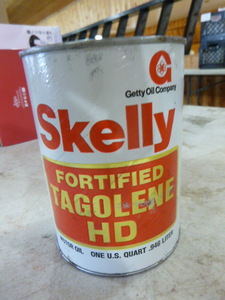 G
Getty Oil Company
Skelly
FORTIFIED
TAGOLENE
HD
MOTOR OIL ONE U.S. QUART .946 LITER